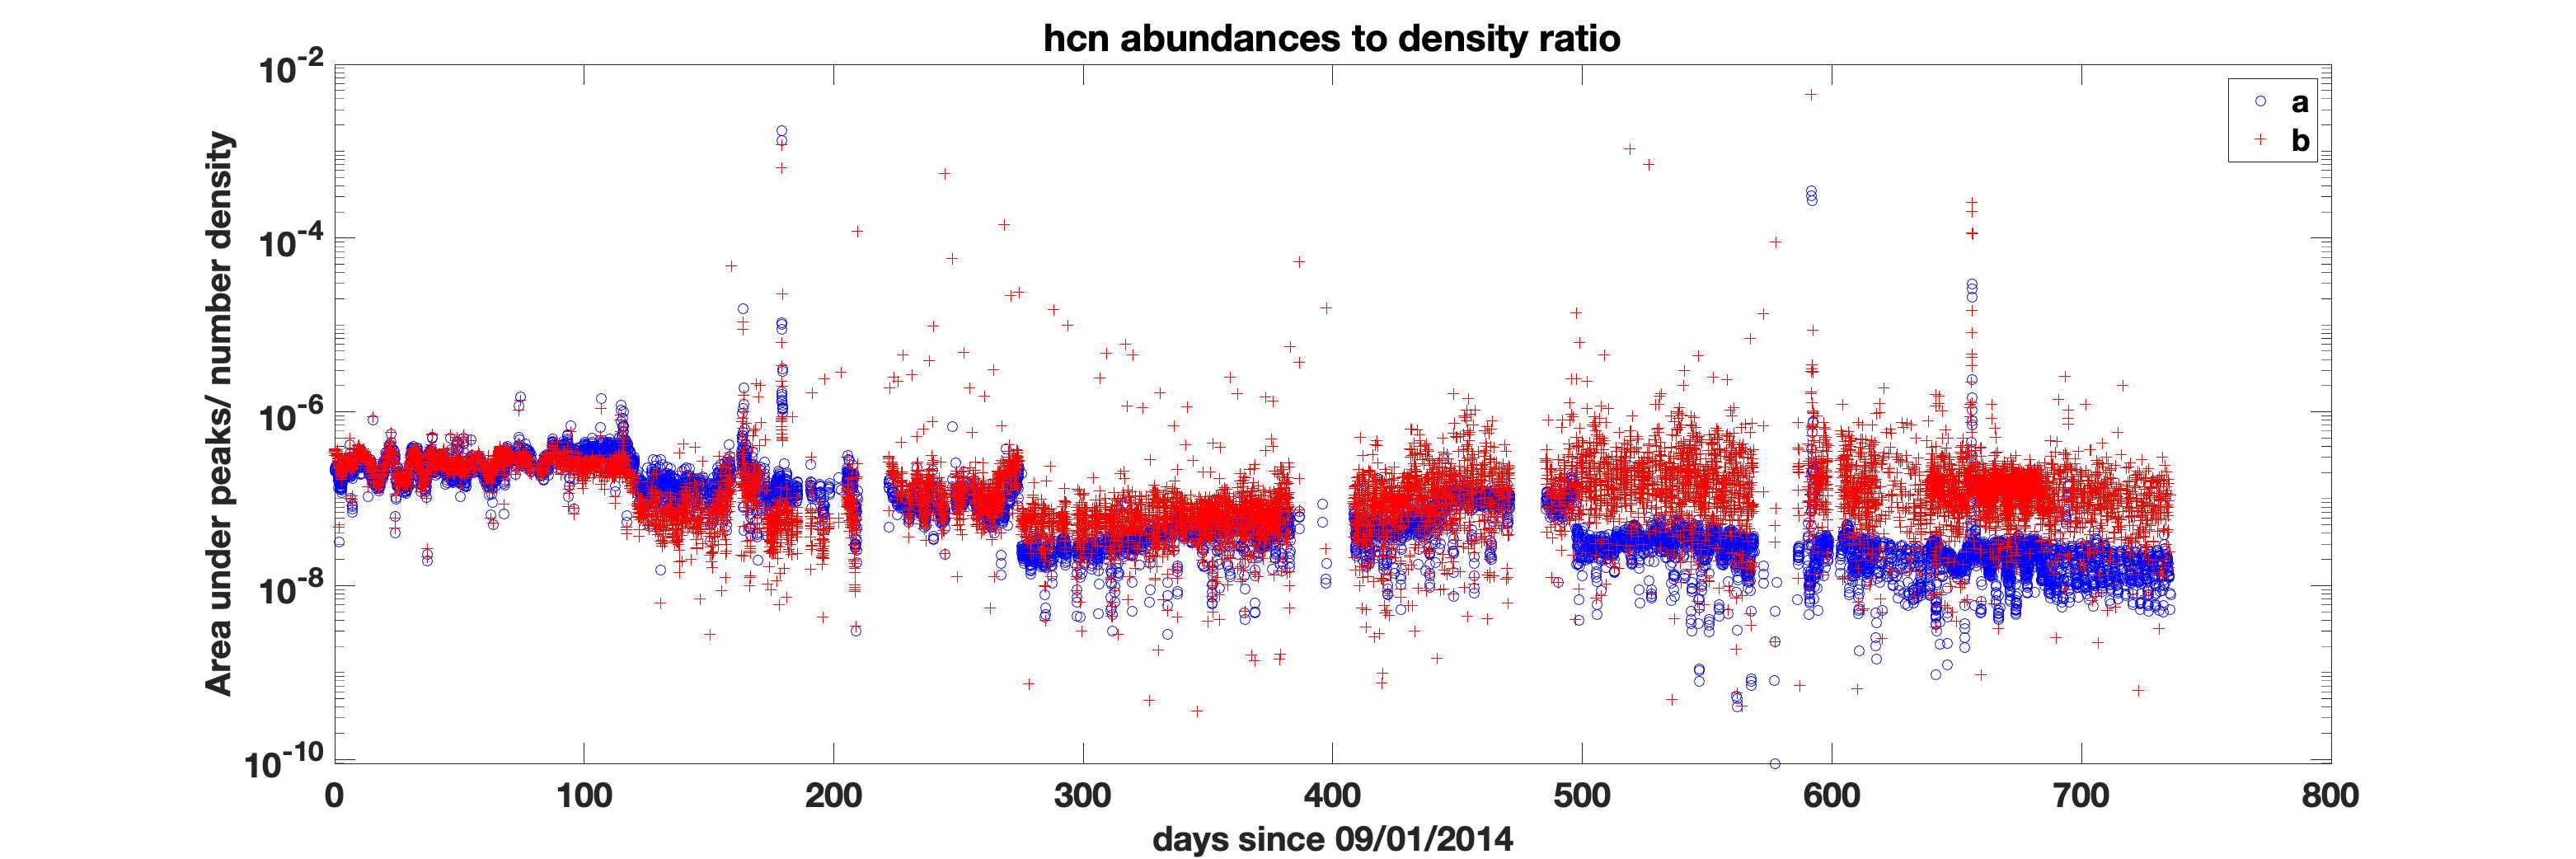 hcn abundances to density ratio
10-2
10-4
10-6
10-8
10-10
Area under peaks/ number density
a
b
0 100 200 300 400 500 600 700 800
days since 09/01/2014